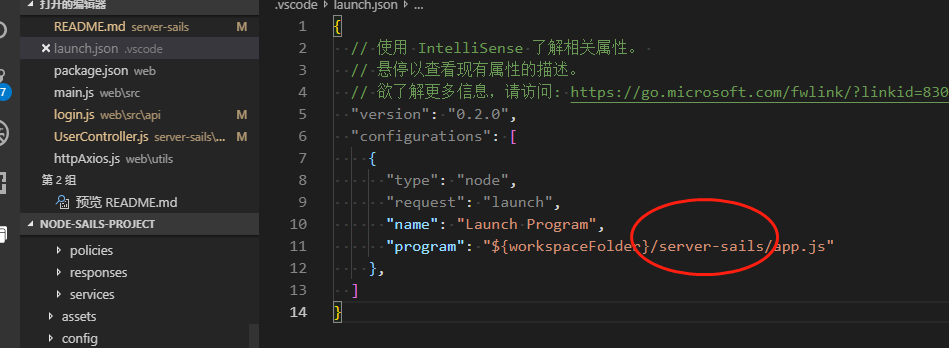 打开的编辑器
README.md server-sails M
launch.json .vscode
package.json web
main.js web\src
login.js web\src\api M
UserController.js server-sails\... M
httpAxios.js web\utils
第 2 组
预览 README.md
NODE-SAILS-PROJECT
policies
responses
services
assets
config
7
.vscode › launch.json › ...
1 {
2 // 使用 IntelliSense 了解相关属性。
3 // 悬停以查看现有属性的描述。
4 // 欲了解更多信息，请访问: https://go.microsoft.com/fwlink/?linkid=830
5 "version": "0.2.0",
6 "configurations": [
7 {
8 "type": "node",
9 "request": "launch",
10 "name": "Launch Program",
11 "program": "${workspaceFolder}/server-sails/app.js"
12 },
13 ]
14 }